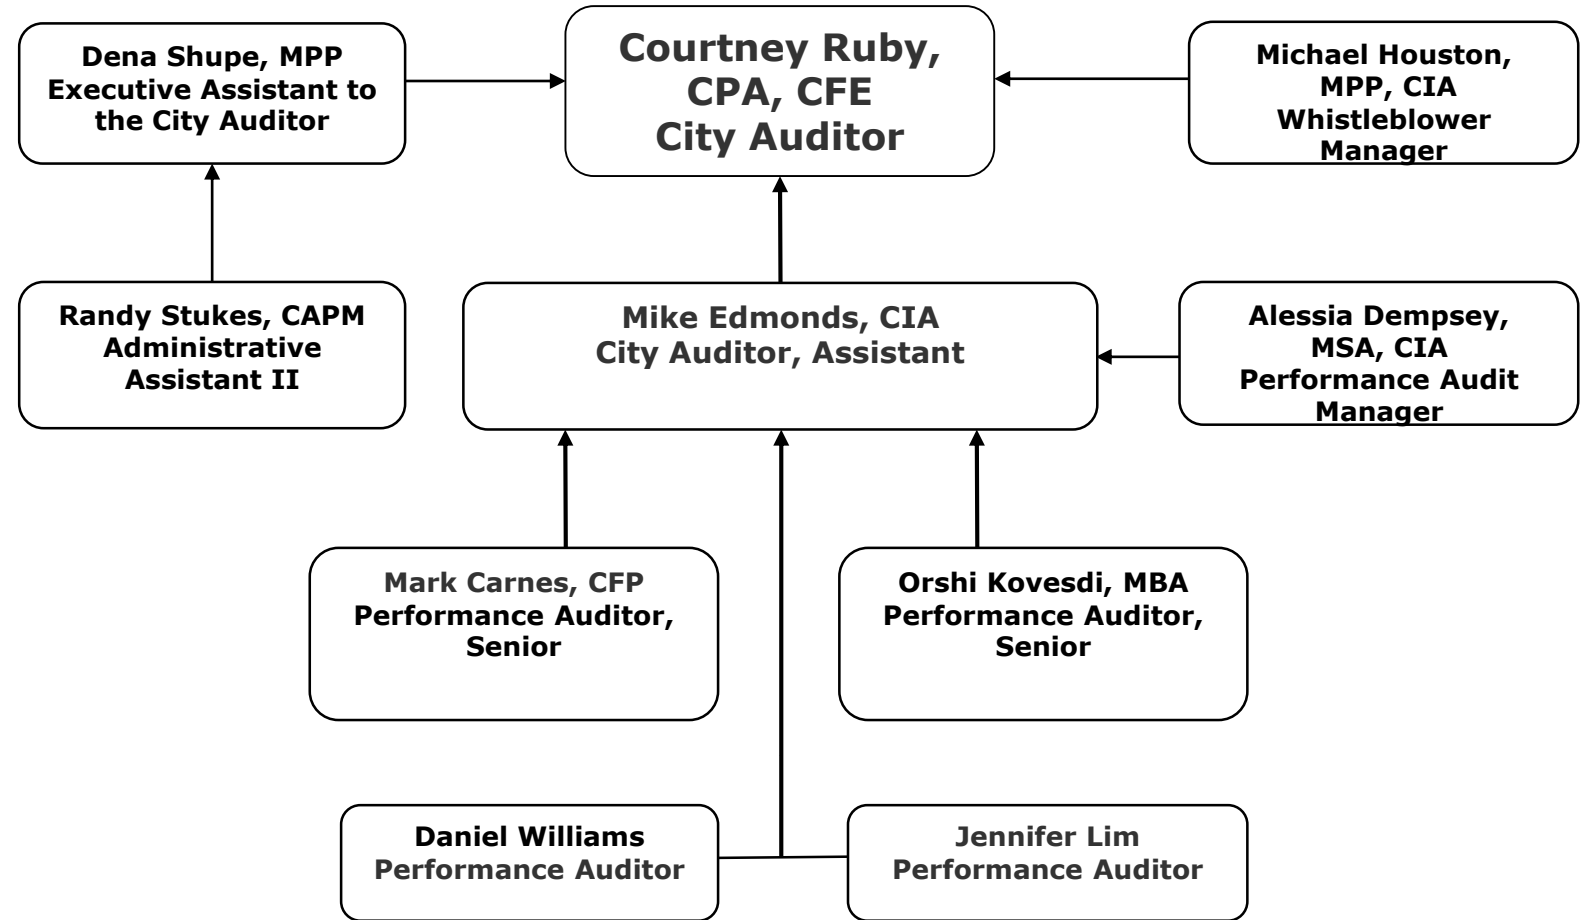 Dena Shupe, MPP
Executive Assistant to
the City Auditor
Courtney Ruby,
CPA, CFE
City Auditor
Michael Houston,
MPP, CIA
Whistleblower
Manager
Randy Stukes, CAPM
Administrative
Assistant II
Mike Edmonds, CIA
City Auditor, Assistant
Alessia Dempsey,
MSA, CIA
Performance Audit
Manager
Mark Carnes, CFP
Performance Auditor,
Senior
Orshi Kovesdi, MBA
Performance Auditor,
Senior
Daniel Williams
Performance Auditor
Jennifer Lim
Performance Auditor